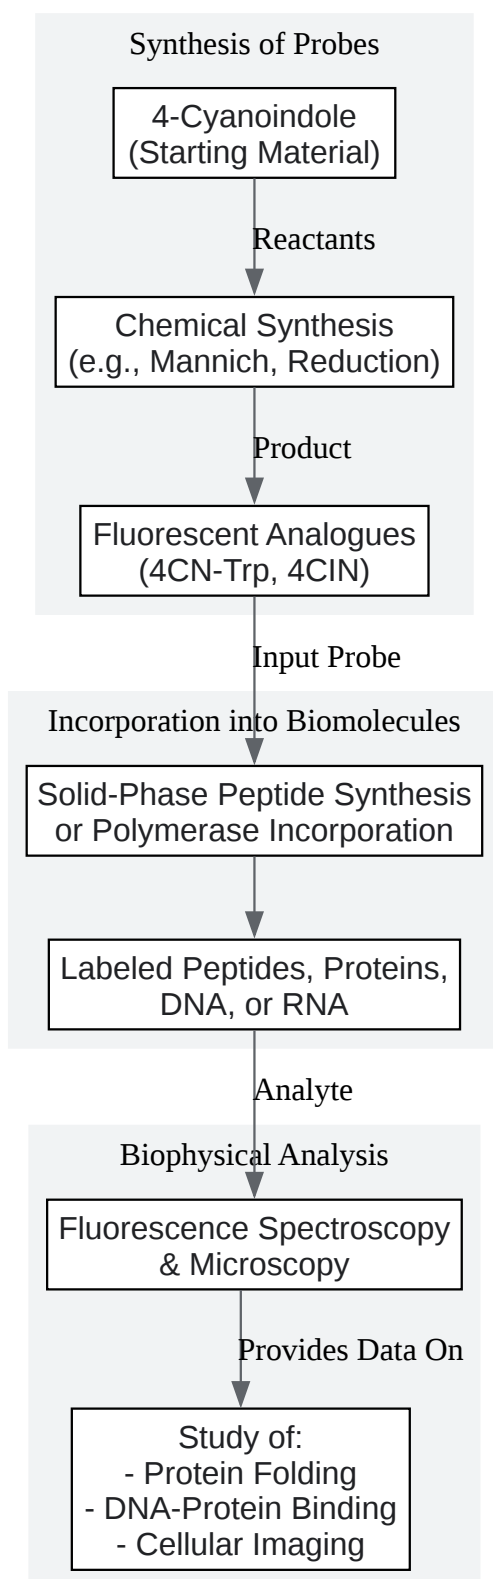 Synthesis of Probes
4-Cyanoindole
(Starting Material)
Reactants
Chemical Synthesis
(e.g., Mannich, Reduction)
Product
Fluorescent Analogues
(4CN-Trp, 4CIN)
Input Probe
Incorporation into Biomolecules
Solid-Phase Peptide Synthesis
or Polymerase Incorporation
Labeled Peptides, Proteins,
DNA, or RNA
Analyte
Biophysical Analysis
Fluorescence Spectroscopy
& Microscopy
Provides Data On
Study of:
- Protein Folding
- DNA-Protein Binding
- Cellular Imaging